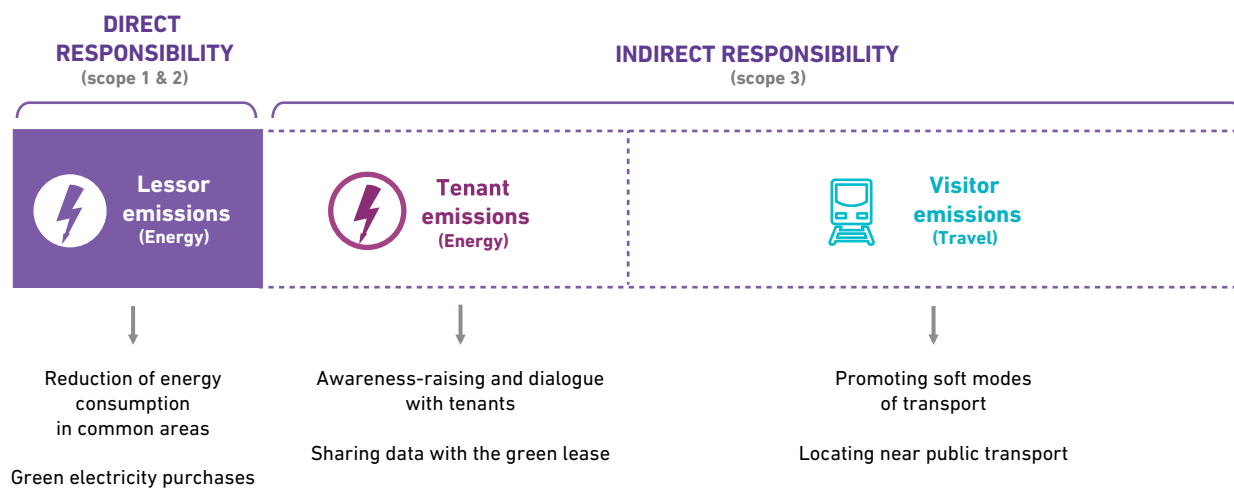 DIRECT
RESPONSIBILITY
(scope 1 & 2)
INDIRECT RESPONSIBILITY
(scope 3)
Lessor
emissions
(Energy)
Tenant
emissions
(Energy)
Visitor
emissions
(Travel)
Reduction of energy
consumption
in common areas
Green electricity purchases
Awareness-raising and dialogue
with tenants
Sharing data with the green lease
Promoting soft modes
of transport
Locating near public transport